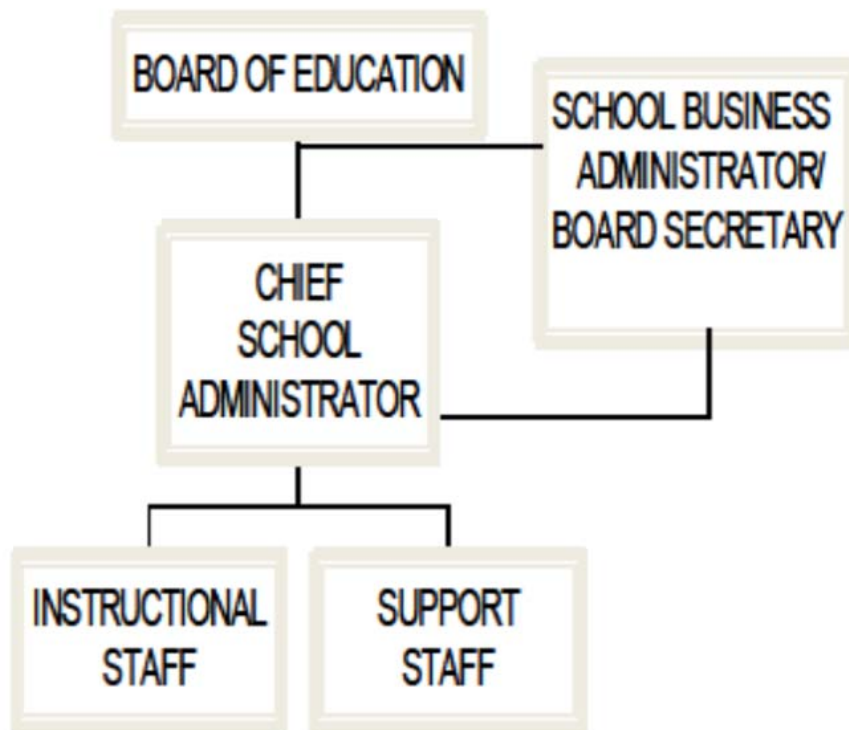 BOARD OF EDUCATION
SCHOOL BUSINESS
ADMINISTRATOR/
BOARD SECRETARY
CHIEF
SCHOOL
ADMINISTRATOR
INSTRUCTIONAL
STAFF
SUPPORT
STAFF